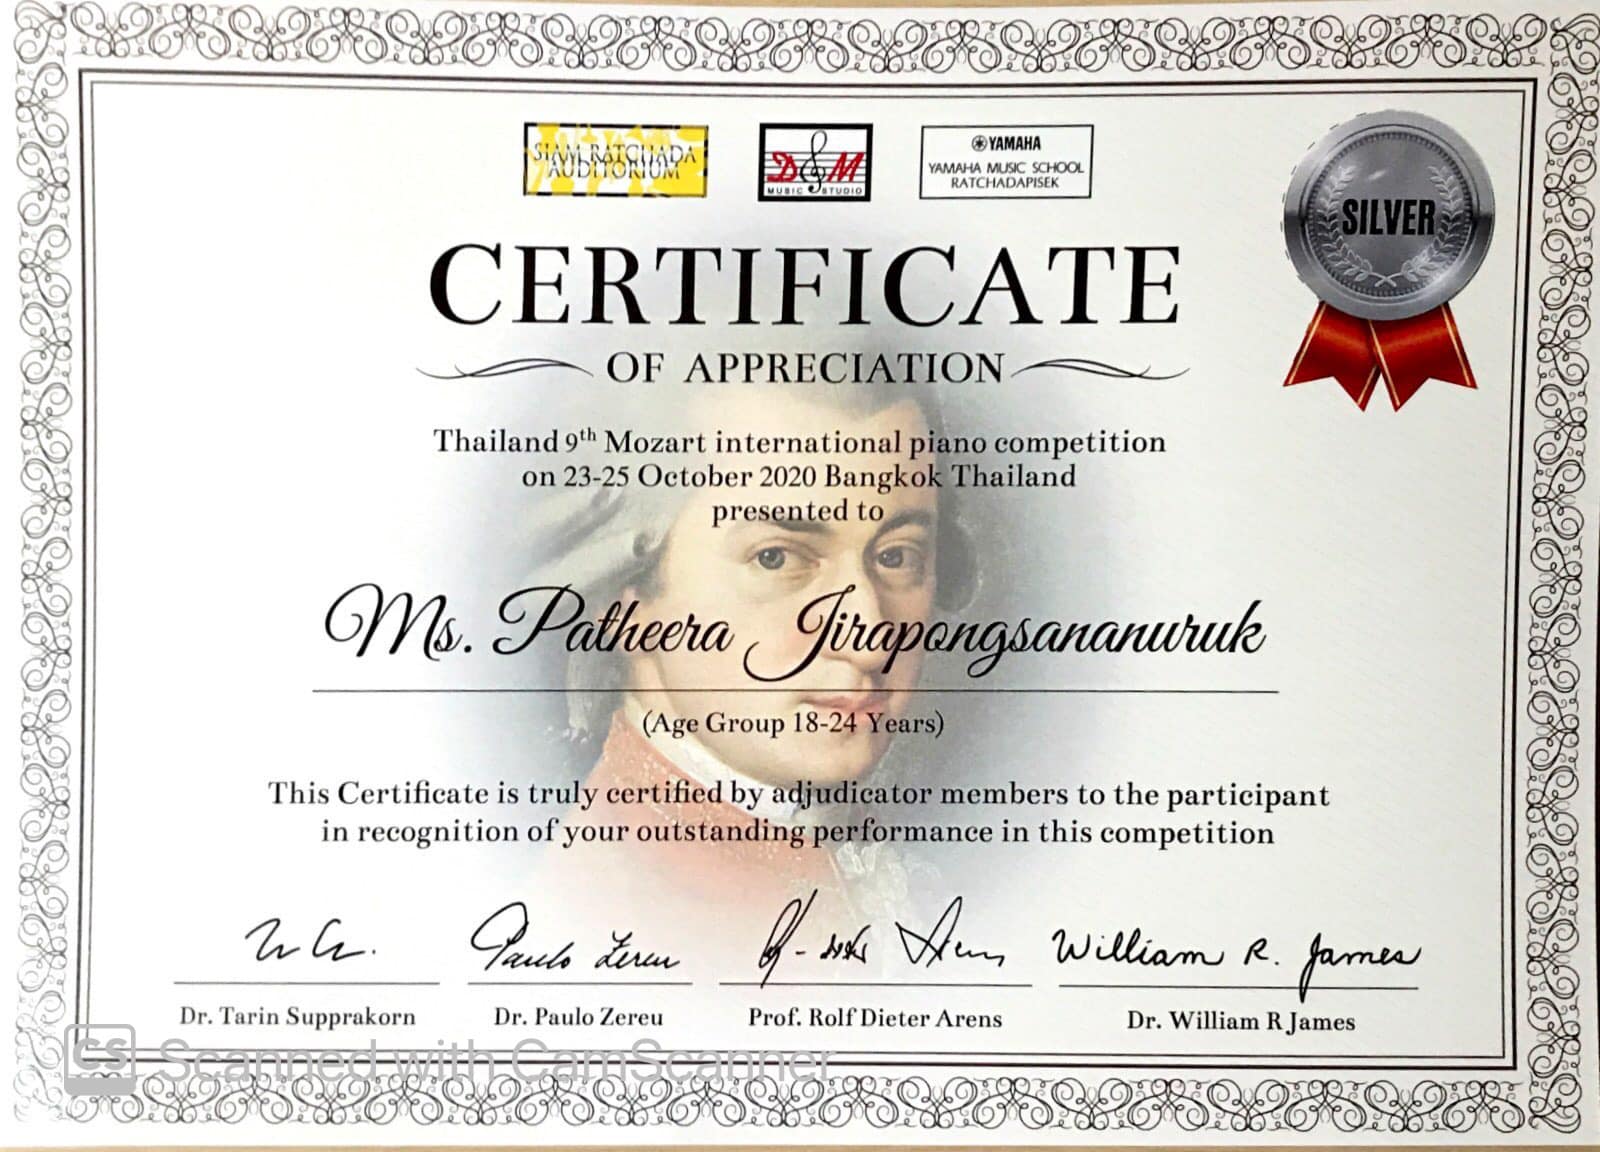 SIAM RATCHADA
AUDITORIUM
D&M
MUSIC STUDIO
YAMAHA
YAMAHA MUSIC SCHOOL
RATCHADAPISEK
SILVER
CERTIFICATE
OF APPRECIATION
Thailand 9th Mozart international piano competition
on 23-25 October 2020 Bangkok Thailand
presented to
Ms. Patheera Jirapongsananuruk
(Age Group 18-24 Years)
This Certificate is truly certified by adjudicator members to the participant
in recognition of your outstanding performance in this competition
Paulo Zereu
Arens
William R. James
Dr. Tarin Supprakorn
Dr. Paulo Zereu
Prof. Rolf Dieter Arens
Dr. William R James
CS Scanned with CamScanner